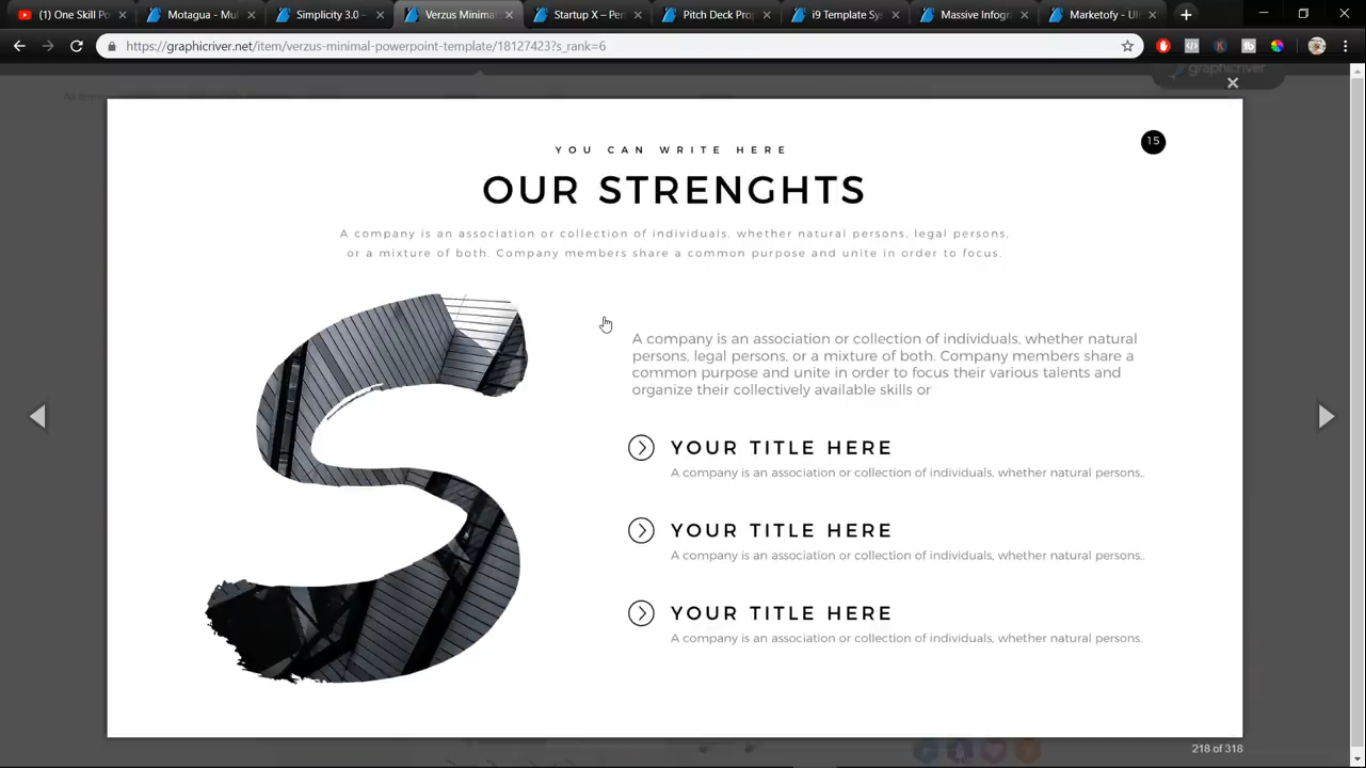 (1) One Skill Po
Motagua - Mul
Simplicity 3.0 -
Verzus Minima
Startup X – Per
Pitch Deck Pro
i9 Template Sy
Massive Infogr
Marketofy - Ul
https://graphicriver.net/item/verzus-minimal-powerpoint-template/18127423?s_rank=6
graphicriver
YOU CAN WRITE HERE
15
OUR STRENGHTS
A company is an association or collection of individuals, whether natural persons, legal persons,
or a mixture of both. Company members share a common purpose and unite in order to focus.
A company is an association or collection of individuals, whether natural
persons, legal persons, or a mixture of both. Company members share a
common purpose and unite in order to focus their various talents and
organize their collectively available skills or
YOUR TITLE HERE
A company is an association or collection of individuals, whether natural persons..
YOUR TITLE HERE
A company is an association or collection of individuals, whether natural persons..
YOUR TITLE HERE
A company is an association or collection of individuals, whether natural persons.
218 of 318